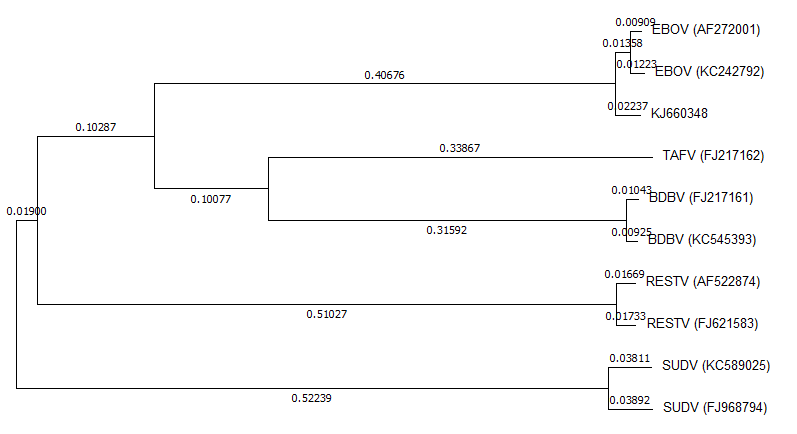 0.00909
EBOV (AF272001)
0.01358
0.01223
EBOV (KC242792)
0.40676
0.02237
KJ660348
0.10287
0.33867
TAFV (FJ217162)
0.10077
0.01043
BDBV (FJ217161)
0.01900
0.31592
0.00925
BDBV (KC545393)
0.01669
RESTV (AF522874)
0.51027
0.01733
RESTV (FJ621583)
0.03811
SUDV (KC589025)
0.52239
0.03892
SUDV (FJ968794)